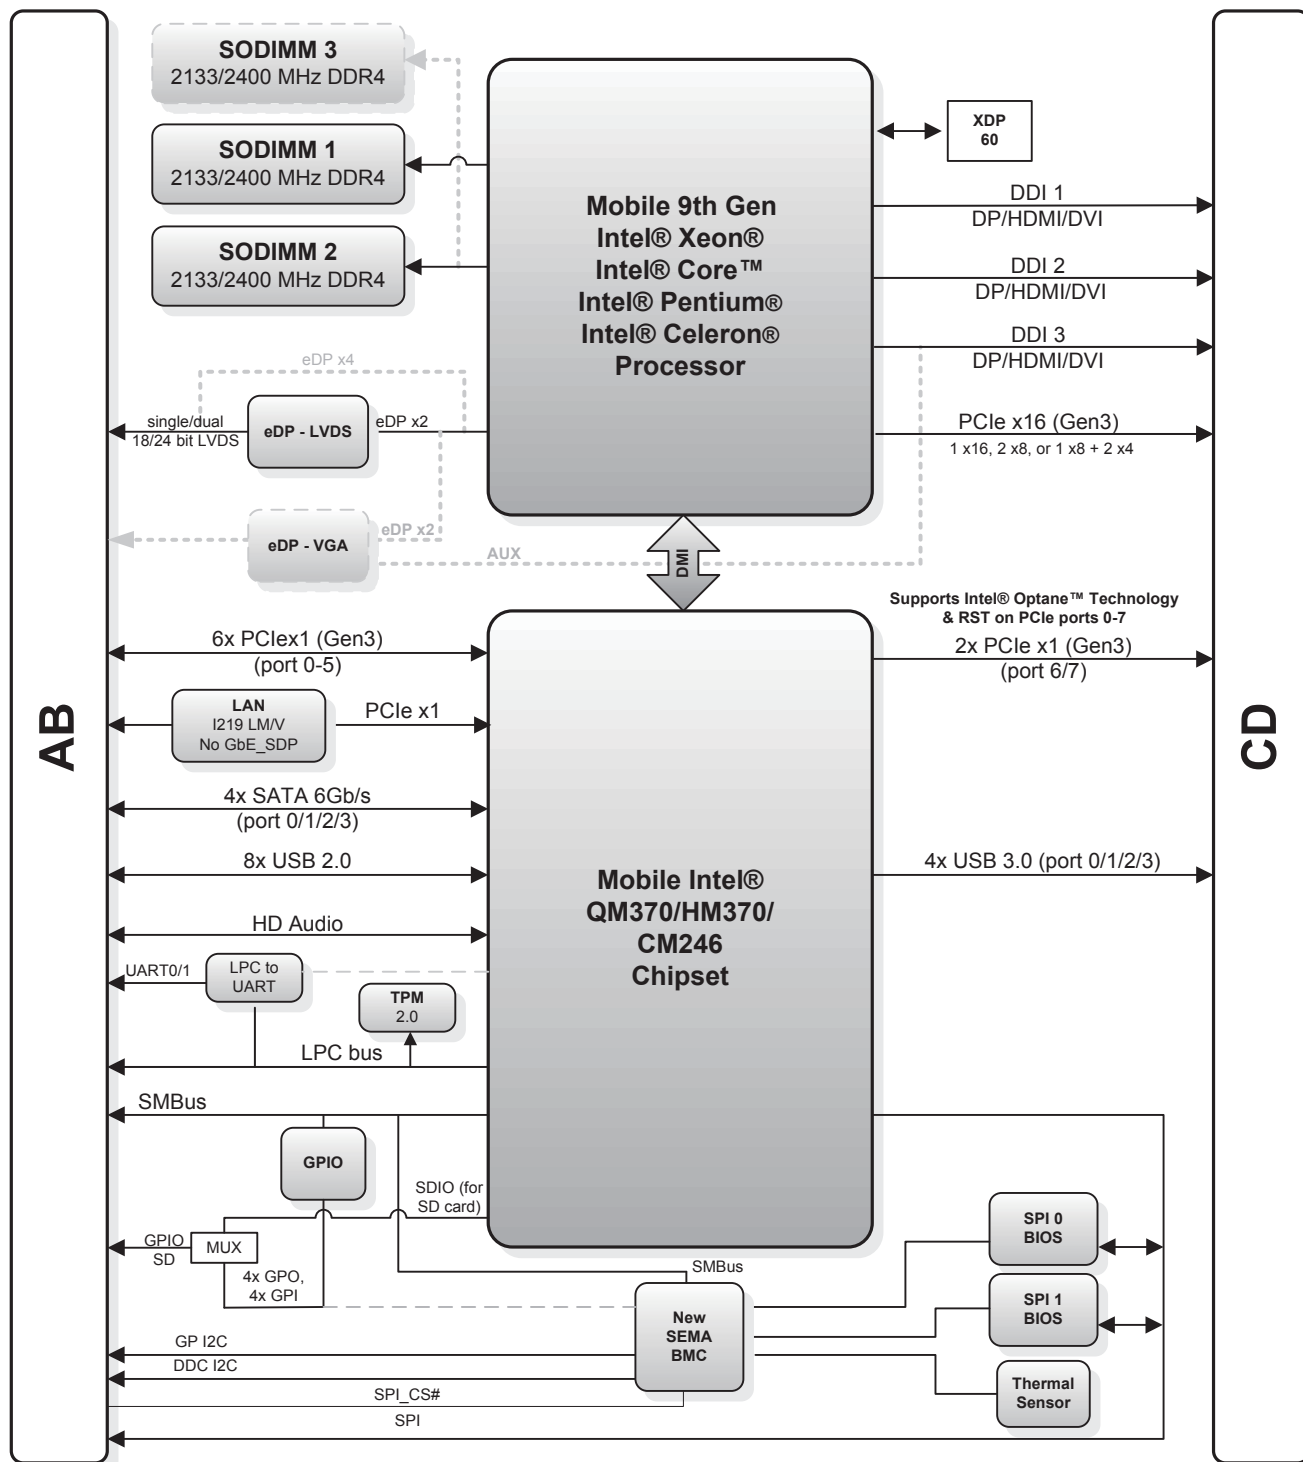 SODIMM 3
2133/2400 MHz DDR4
SODIMM 1
2133/2400 MHz DDR4
SODIMM 2
2133/2400 MHz DDR4
Mobile 9th Gen
Intel® Xeon®
Intel® Core™
Intel® Pentium®
Intel® Celeron®
Processor
XDP
60
DDI 1
DP/HDMI/DVI
DDI 2
DP/HDMI/DVI
DDI 3
DP/HDMI/DVI
PCIe x16 (Gen3)
1 x16, 2 x8, or 1 x8 + 2 x4
eDP x4
single/dual
18/24 bit LVDS
eDP - LVDS
eDP x2
eDP - VGA
eDP x2
AUX
DMI
AB
CD
6x PCIex1 (Gen3)
(port 0-5)
LAN
I219 LM/V
No GbE_SDP
PCIe x1
4x SATA 6Gb/s
(port 0/1/2/3)
8x USB 2.0
HD Audio
UART0/1
LPC to
UART
TPM
2.0
LPC bus
SMBus
Mobile Intel®
QM370/HM370/
CM246
Chipset
Supports Intel® Optane™ Technology
& RST on PCIe ports 0-7
2x PCIe x1 (Gen3)
(port 6/7)
4x USB 3.0 (port 0/1/2/3)
GPIO
SDIO (for
SD card)
GPIO
SD
MUX
4x GPO,
4x GPI
SMBus
New
SEMA
BMC
SPI 0
BIOS
SPI 1
BIOS
Thermal
Sensor
GP I2C
DDC I2C
SPI_CS#
SPI